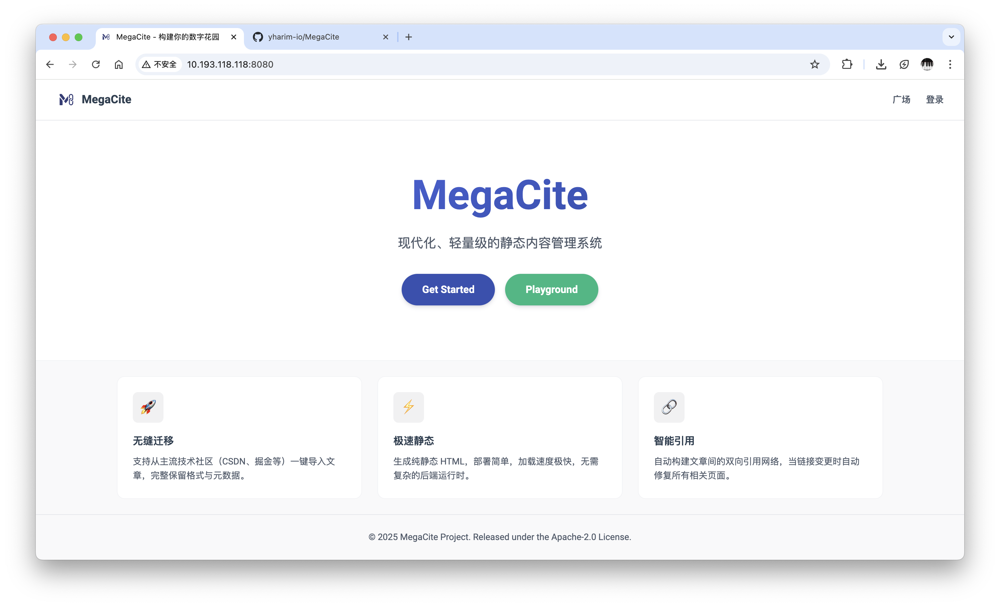 MegaCite - 构建你的数字花园
yharim-io/MegaCite
不安全
10.193.118.118:8080
MegaCite
广场
登录
MegaCite
现代化、轻量级的静态内容管理系统
Get Started
Playground
无缝迁移
支持从主流技术社区（CSDN、掘金等）一键导入文
章，完整保留格式与元数据。
极速静态
生成纯静态 HTML，部署简单，加载速度极快，无需
复杂的后端运行时。
智能引用
自动构建文章间的双向引用网络，当链接变更时自动
修复所有相关页面。
© 2025 MegaCite Project. Released under the Apache-2.0 License.